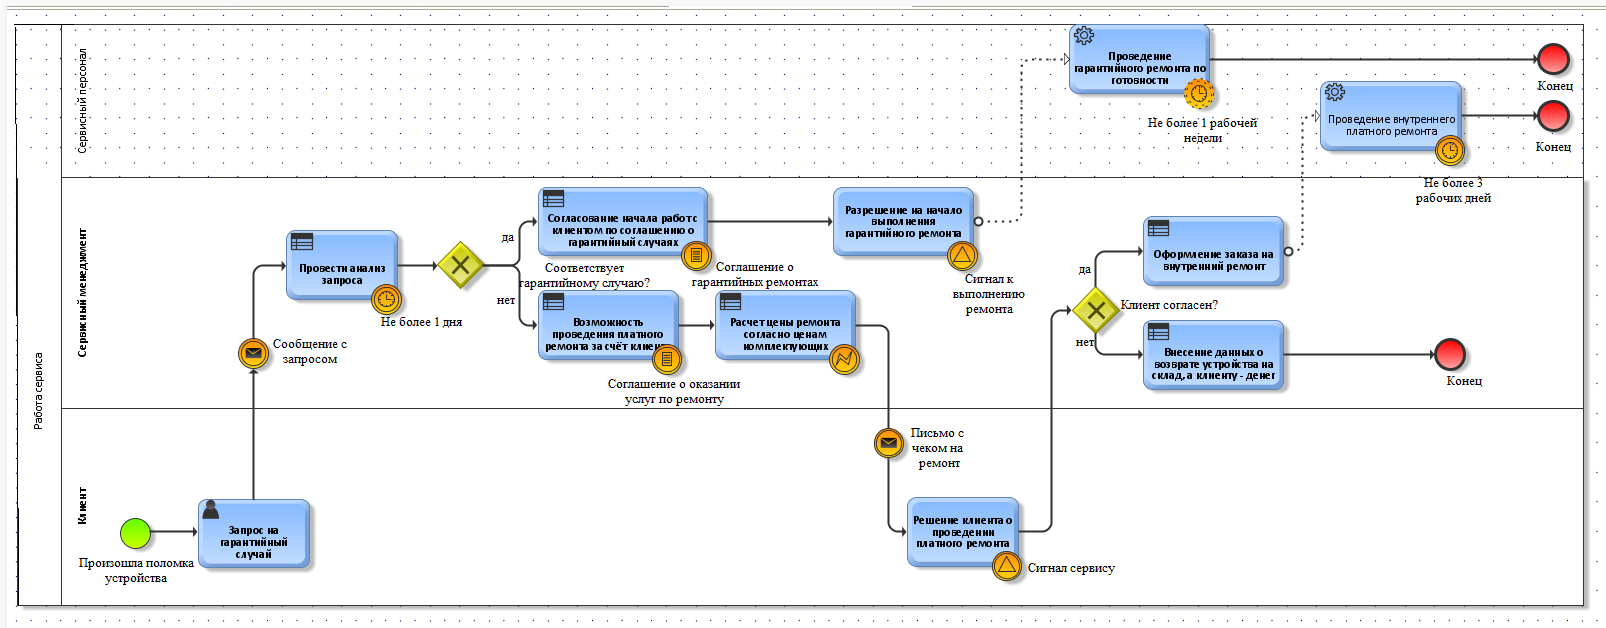 Работа сервиса
Сервисный персонал
Проведение
гарантийного ремонта по
готовности
Не более 1 рабочей
недели
Конец
Проведение внутреннего
платного ремонта
Не более 3
рабочих дней
Конец
Сервисный менеджмент
Сообщение с
запросом
Провести анализ
запроса
Не более 1 дня
Соответствует
гарантийному случаю?
да
нет
Согласование начала работ с
клиентом по соглашению о
гарантийный случаях
Соглашение о
гарантийных ремонтах
Разрешение на начало
выполнения
гарантийного ремонта
Сигнал к
выполнению
ремонта
Возможность
проведения платного
ремонта за счёт
Соглашение о оказании
услуг по ремонту
Расчет цены ремонта
согласно ценам
комплектующих
Клиент согласен?
да
нет
Оформление заказа на
внутренний ремонт
Внесение данных о
возврате устройства на
склад, а клиенту - денег
Конец
Клиент
Произошла поломка
устройства
Запрос на
гарантийный
случай
Письмо с
чеком на
ремонт
Решение клиента о
проведении
платного ремонта
Сигнал сервису